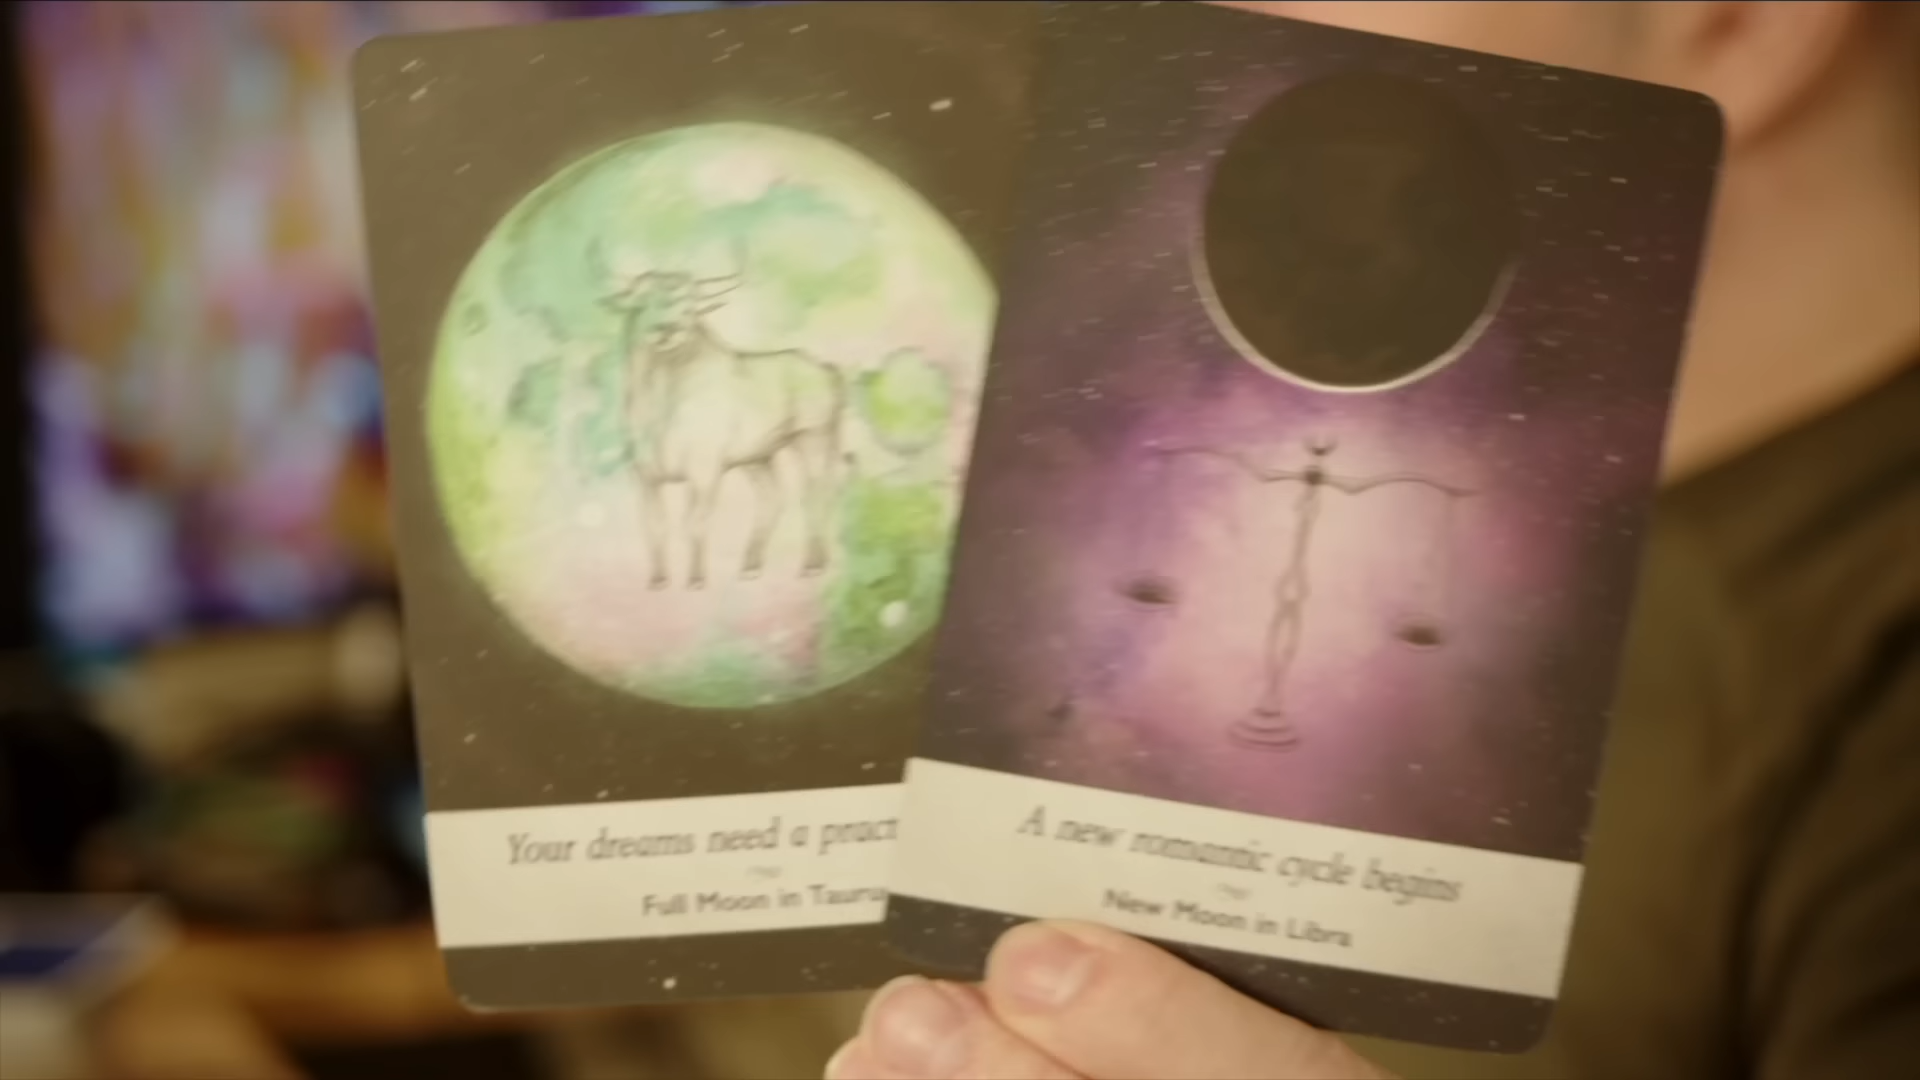 Your dreams need a pract
Full Moon in Tauru
A new romantic cycle begins
New Moon in Libra